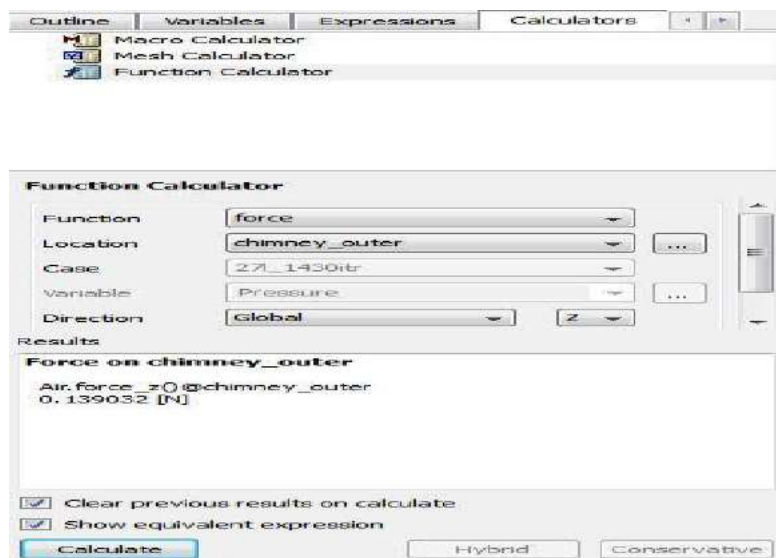 Outline Variables Expressions Calculators
Macro Calculator
Mesh Calculator
Function Calculator
Function Calculator
Function force
Location chimney_outer ...
Case
Variable Pressure ...
Direction Global Z
Results
Force on chimney_outer
Air.force_z()@chimney_outer
0.139032 [N]
Clear previous results on calculate
Show equivalent expression
Calculate Hybrid Conservative